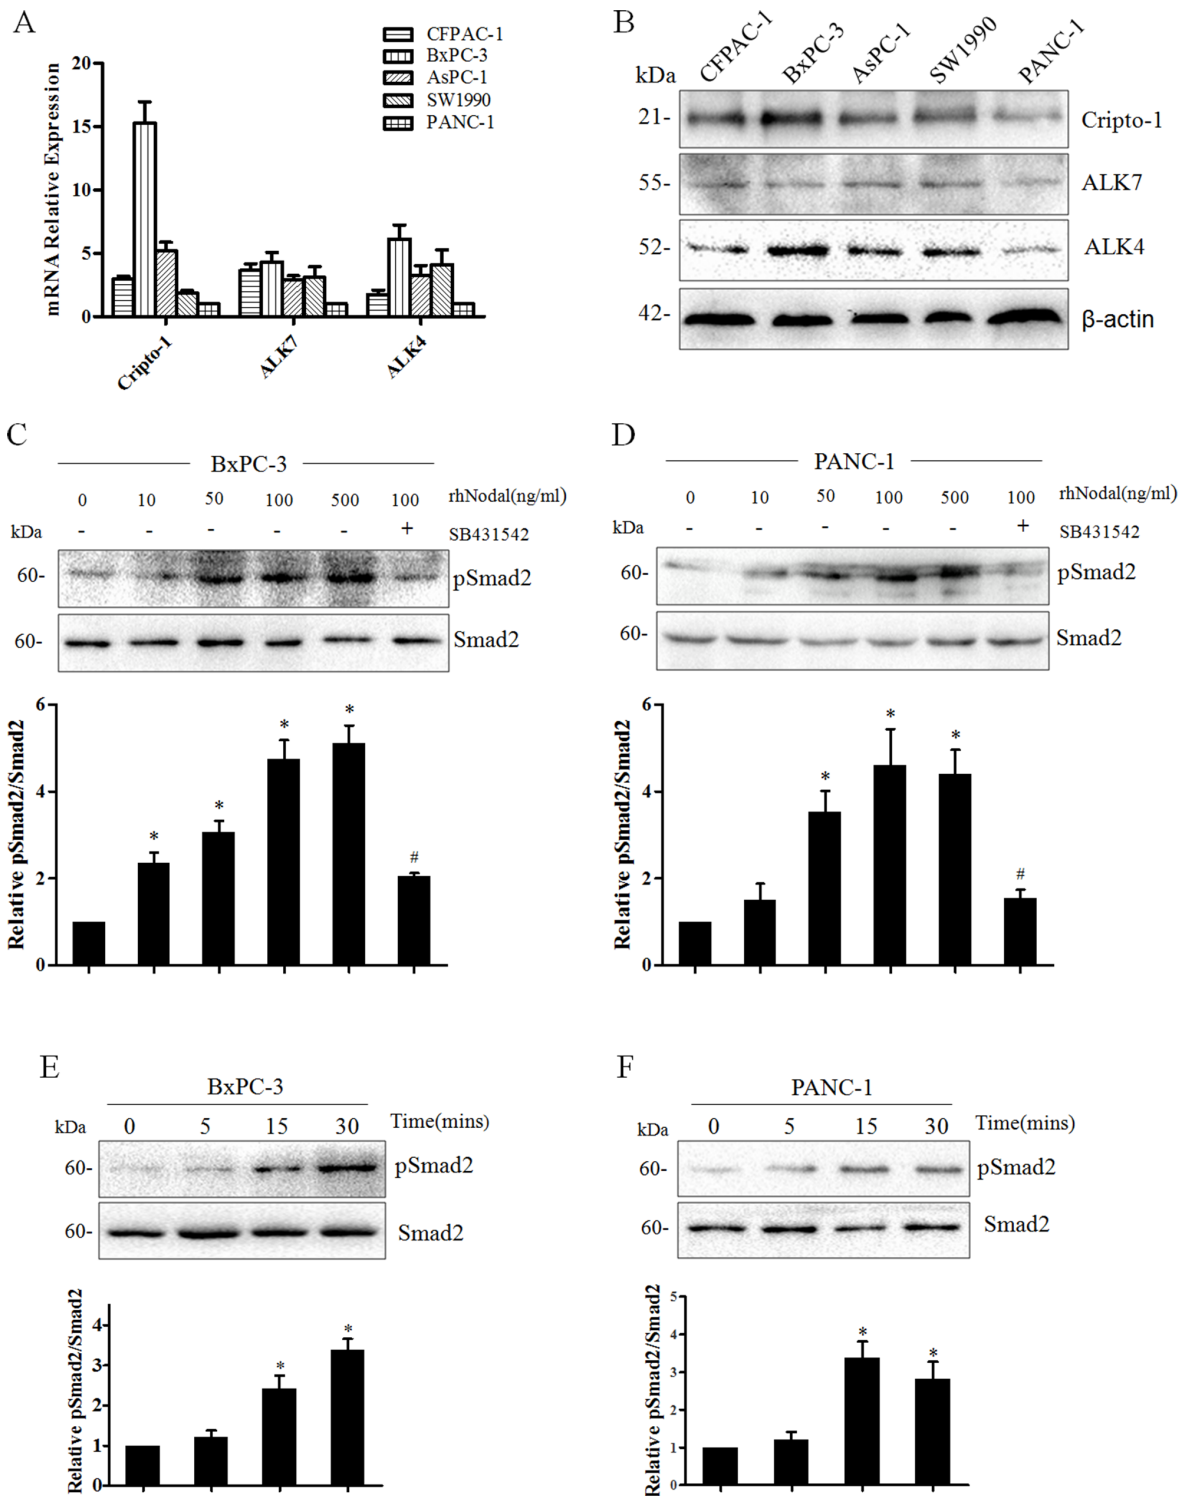 A
CFPAC-1
BxPC-3
AsPC-1
SW1990
PANC-1
mRNA Relative Expression
20
15
10
5
0
Cripto-1
ALK7
ALK4
B
kDa
CFPAC-1
BxPC-3
AsPC-1
SW1990
PANC-1
21-
Cripto-1
55-
ALK7
52-
ALK4
42-
β-actin
C
BxPC-3
0 10 50 100 500 100 rhNodal(ng/ml)
kDa
- - - - - + SB431542
60-
pSmad2
60-
Smad2
Relative pSmad2/Smad2
6
4
2
0
* * * * #
D
PANC-1
0 10 50 100 500 100 rhNodal(ng/ml)
kDa
- - - - - + SB431542
60-
pSmad2
60-
Smad2
Relative pSmad2/Smad2
6
4
2
0
* * * #
E
BxPC-3
kDa 0 5 15 30 Time(mins)
60-
pSmad2
60-
Smad2
Relative pSmad2/Smad2
4
3
2
1
0
* *
F
PANC-1
kDa 0 5 15 30 Time(mins)
60-
pSmad2
60-
Smad2
Relative pSmad2/Smad2
5
4
3
2
1
0
* *